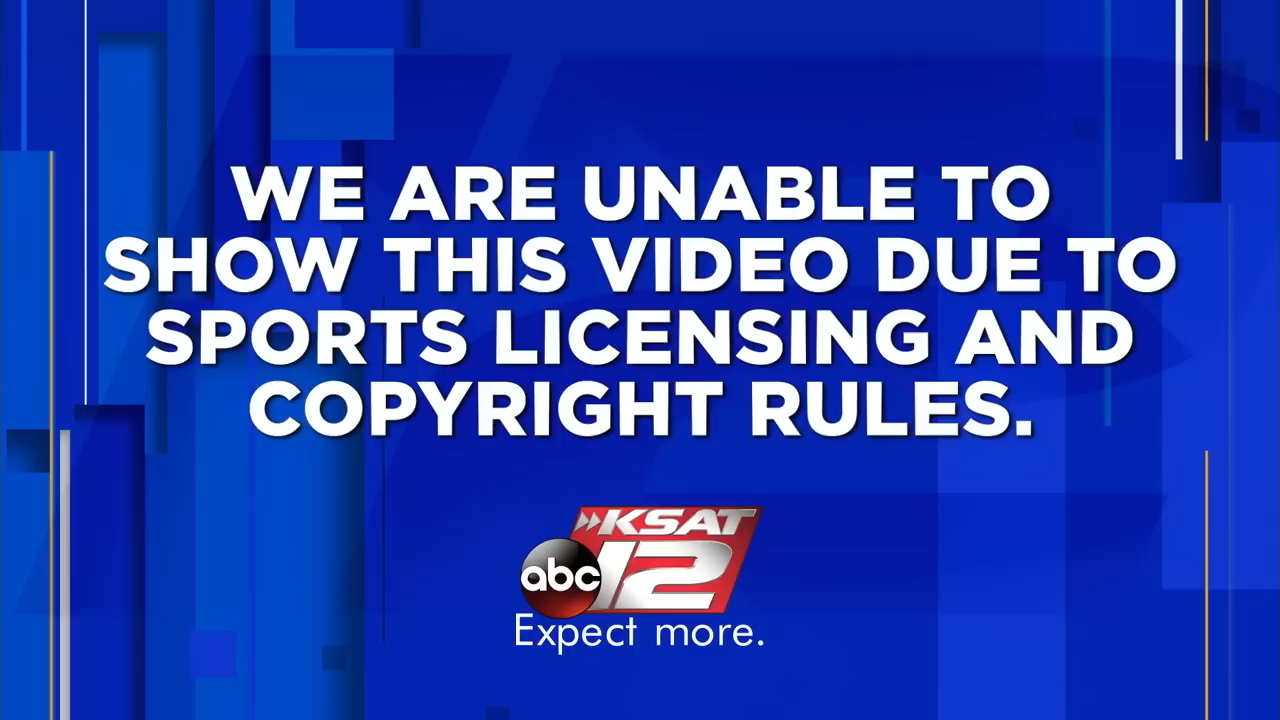 WE ARE UNABLE TO
SHOW THIS VIDEO DUE TO
SPORTS LICENSING AND
COPYRIGHT RULES.
KSAT
abc 12
Expect more.